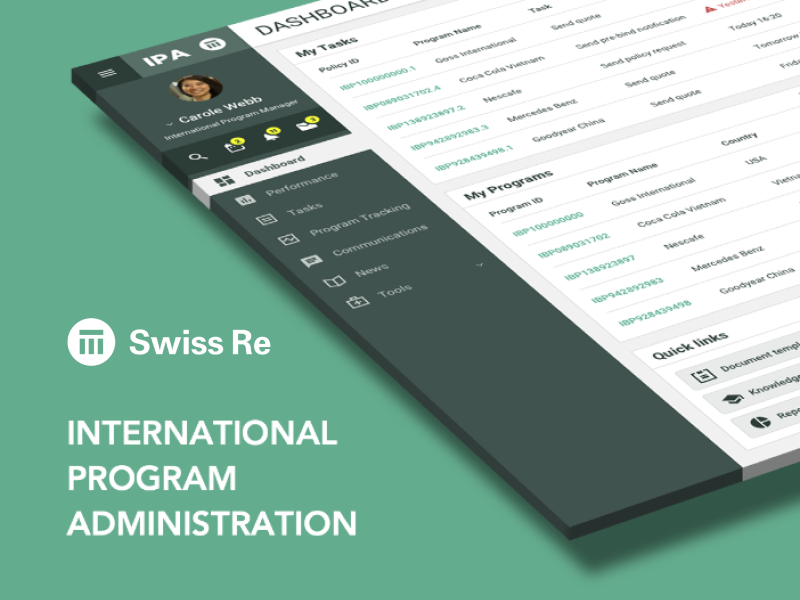 DASHBOARD
IPA
My Tasks
Policy ID Program Name Task
IBP100000000.1 Goss International Send quote
IBP089031702.4 Coca Cola Vietnam Send pre-bind notification Today 16:20
IBP138923897.2 Nescafe Send policy request Tomorrow
IBP942892983.3 Mercedes Benz Send quote
IBP928439498.1 Goodyear China Send quote
Carole Webb
International Program Manager
11
3
Dashboard
Performance
Tasks
Program Tracking
Communications
News
Tools
My Programs
Program ID Program Name Country
IBP100000000 Goss International USA
IBP089031702 Coca Cola Vietnam
IBP138923897 Nescafe
IBP942892983 Mercedes Benz
IBP928439498 Goodyear China
Quick links
Document
Swiss Re
INTERNATIONAL
PROGRAM
ADMINISTRATION